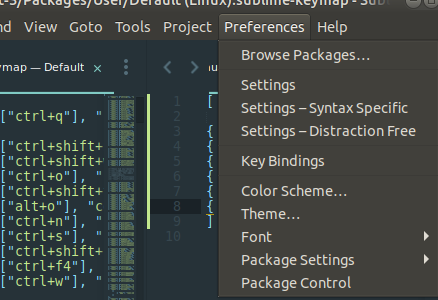 t-3/Packages/User/Default (Linux).sublime-keymap - Sub
nd View Goto Tools Project Preferences Help
ymap — Default ×
["ctrl+q"], "
["ctrl+shift+
["ctrl+shift+
["ctrl+o"], "
["ctrl+shift+
["alt+o"], "c
["ctrl+n"], "
["ctrl+s"], "
["ctrl+shift+
["ctrl+f4"],
["ctrl+w"], "
1 [
2
3 {
4 {
5 {
6 {
7 {
8 {
9 ]
10
Browse Packages...
Settings
Settings – Syntax Specific
Settings – Distraction Free
Key Bindings
Color Scheme...
Theme...
Font
Package Settings
Package Control